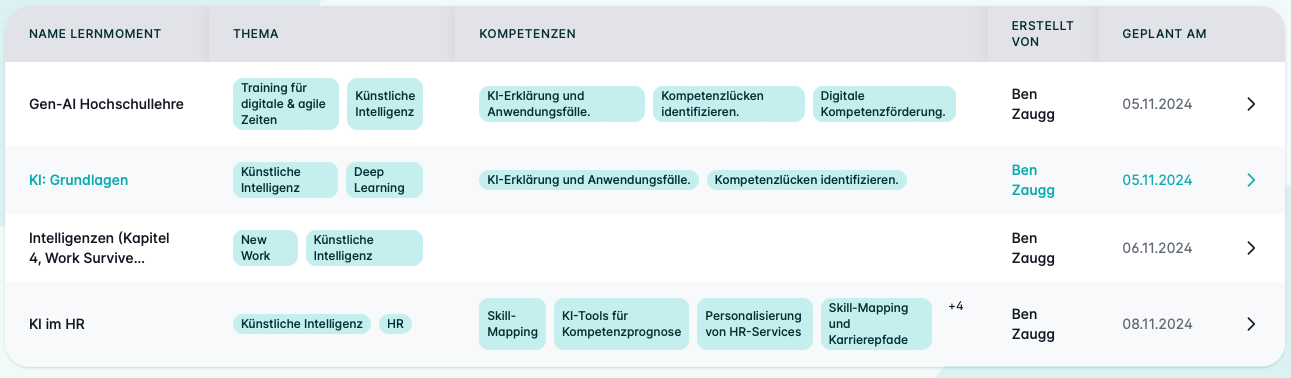 NAME LERNMOMENT
THEMA
KOMPETENZEN
ERSTELLT
VON
GEPLANT AM
Gen-AI Hochschullehre
Training für
digitale & agile
Zeiten
Künstliche
Intelligenz
KI-Erklärung und
Anwendungsfälle.
Kompetenzlücken
identifizieren.
Digitale
Kompetenzförderung.
Ben
Zaugg
05.11.2024
KI: Grundlagen
Künstliche
Intelligenz
Deep
Learning
KI-Erklärung und Anwendungsfälle.
Kompetenzlücken identifizieren.
Ben
Zaugg
05.11.2024
Intelligenzen (Kapitel
4, Work Survive...
New
Work
Künstliche
Intelligenz
Ben
Zaugg
06.11.2024
KI im HR
Künstliche Intelligenz
HR
Skill-
Mapping
KI-Tools für
Kompetenzprognose
Personalisierung
von HR-Services
Skill-Mapping
und
Karrierepfade
+4
Ben
Zaugg
08.11.2024